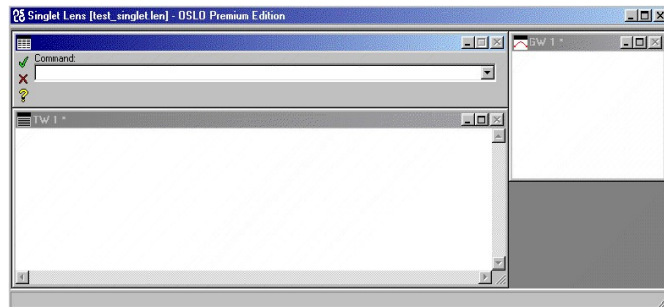 Singlet Lens [test_singlet.len] - OSLO Premium Edition
Command:
GW 1 *
TW 1 *